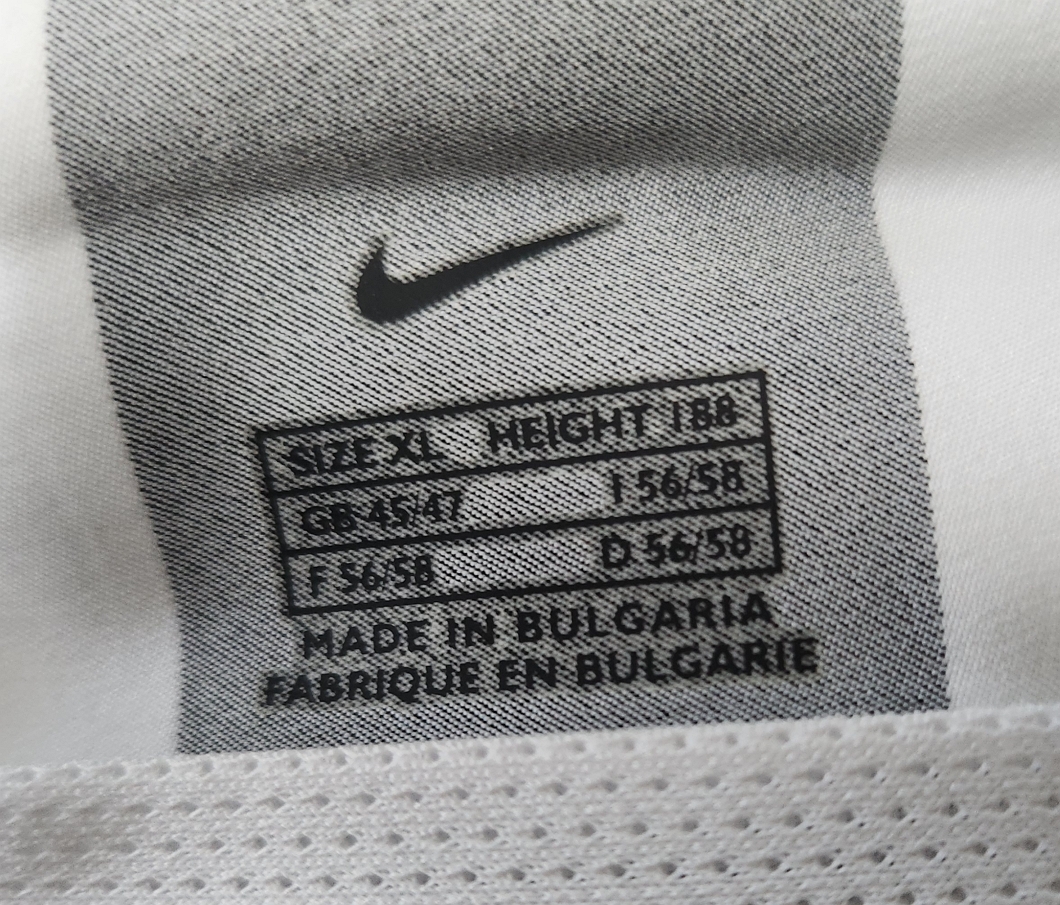 SIZE XL HEIGHT 188
GB 45/47 I 56/58
F 56/58 D 56/58
MADE IN BULGARIA
FABRIQUE EN BULGARIE